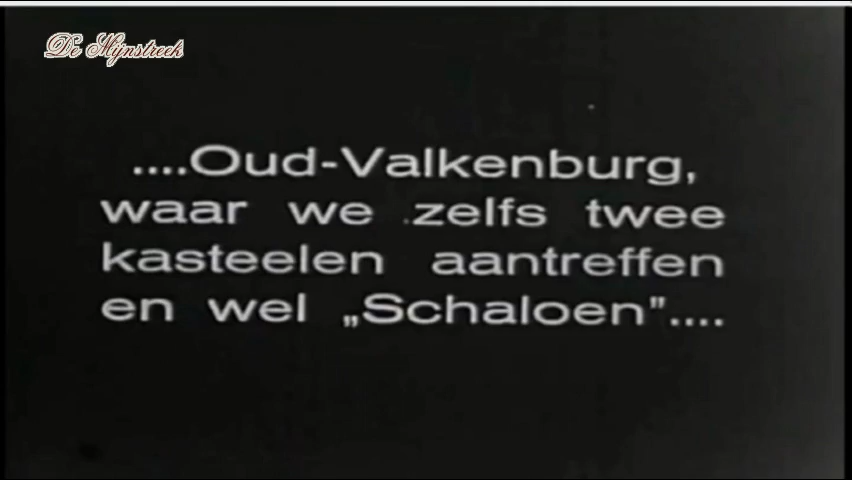 De Mijnstreek
....Oud-Valkenburg,
waar we zelfs twee
kasteelen aantreffen
en wel „Schaloen”....